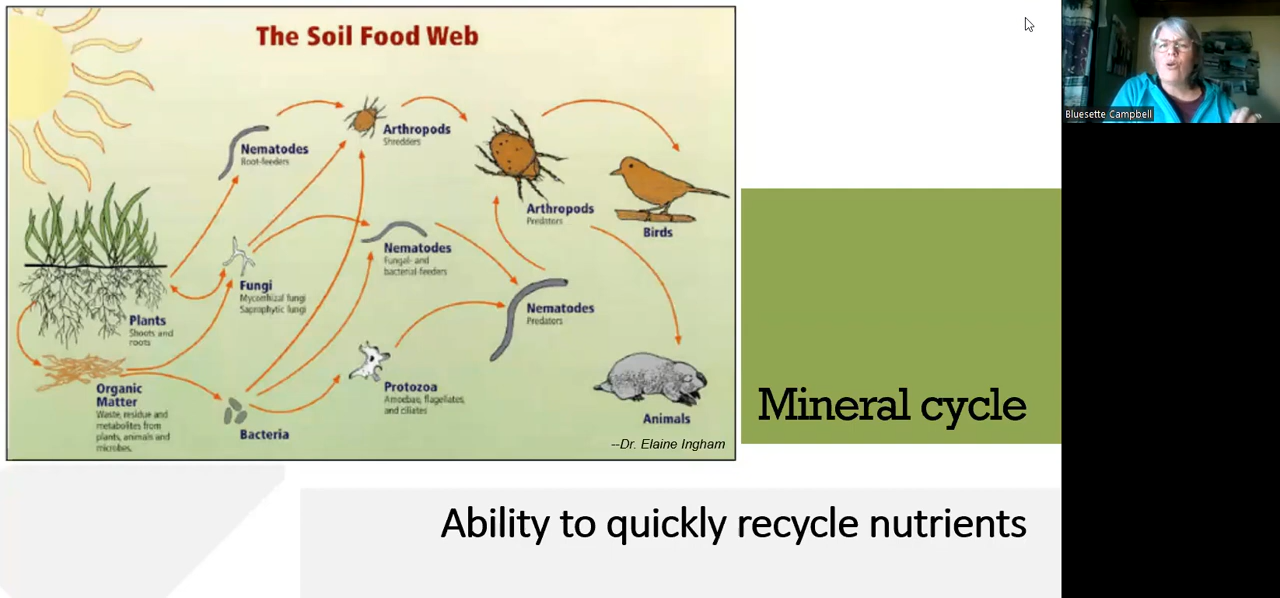 The Soil Food Web
Nematodes
Root-feeders
Arthropods
Shredders
Arthropods
Predators
Birds
Nematodes
Fungal- and
bacterial-feeders
Fungi
Mycorrhizal fungi
Saprophytic fungi
Plants
Shoots and
roots
Nematodes
Predators
Organic
Matter
Waste, residue and
metabolites from
plants, animals and
microbes.
Bacteria
Protozoa
Amoebae, flagellates,
and ciliates
Animals
--Dr. Elaine Ingham
Mineral cycle
Ability to quickly recycle nutrients
Bluesette Campbell